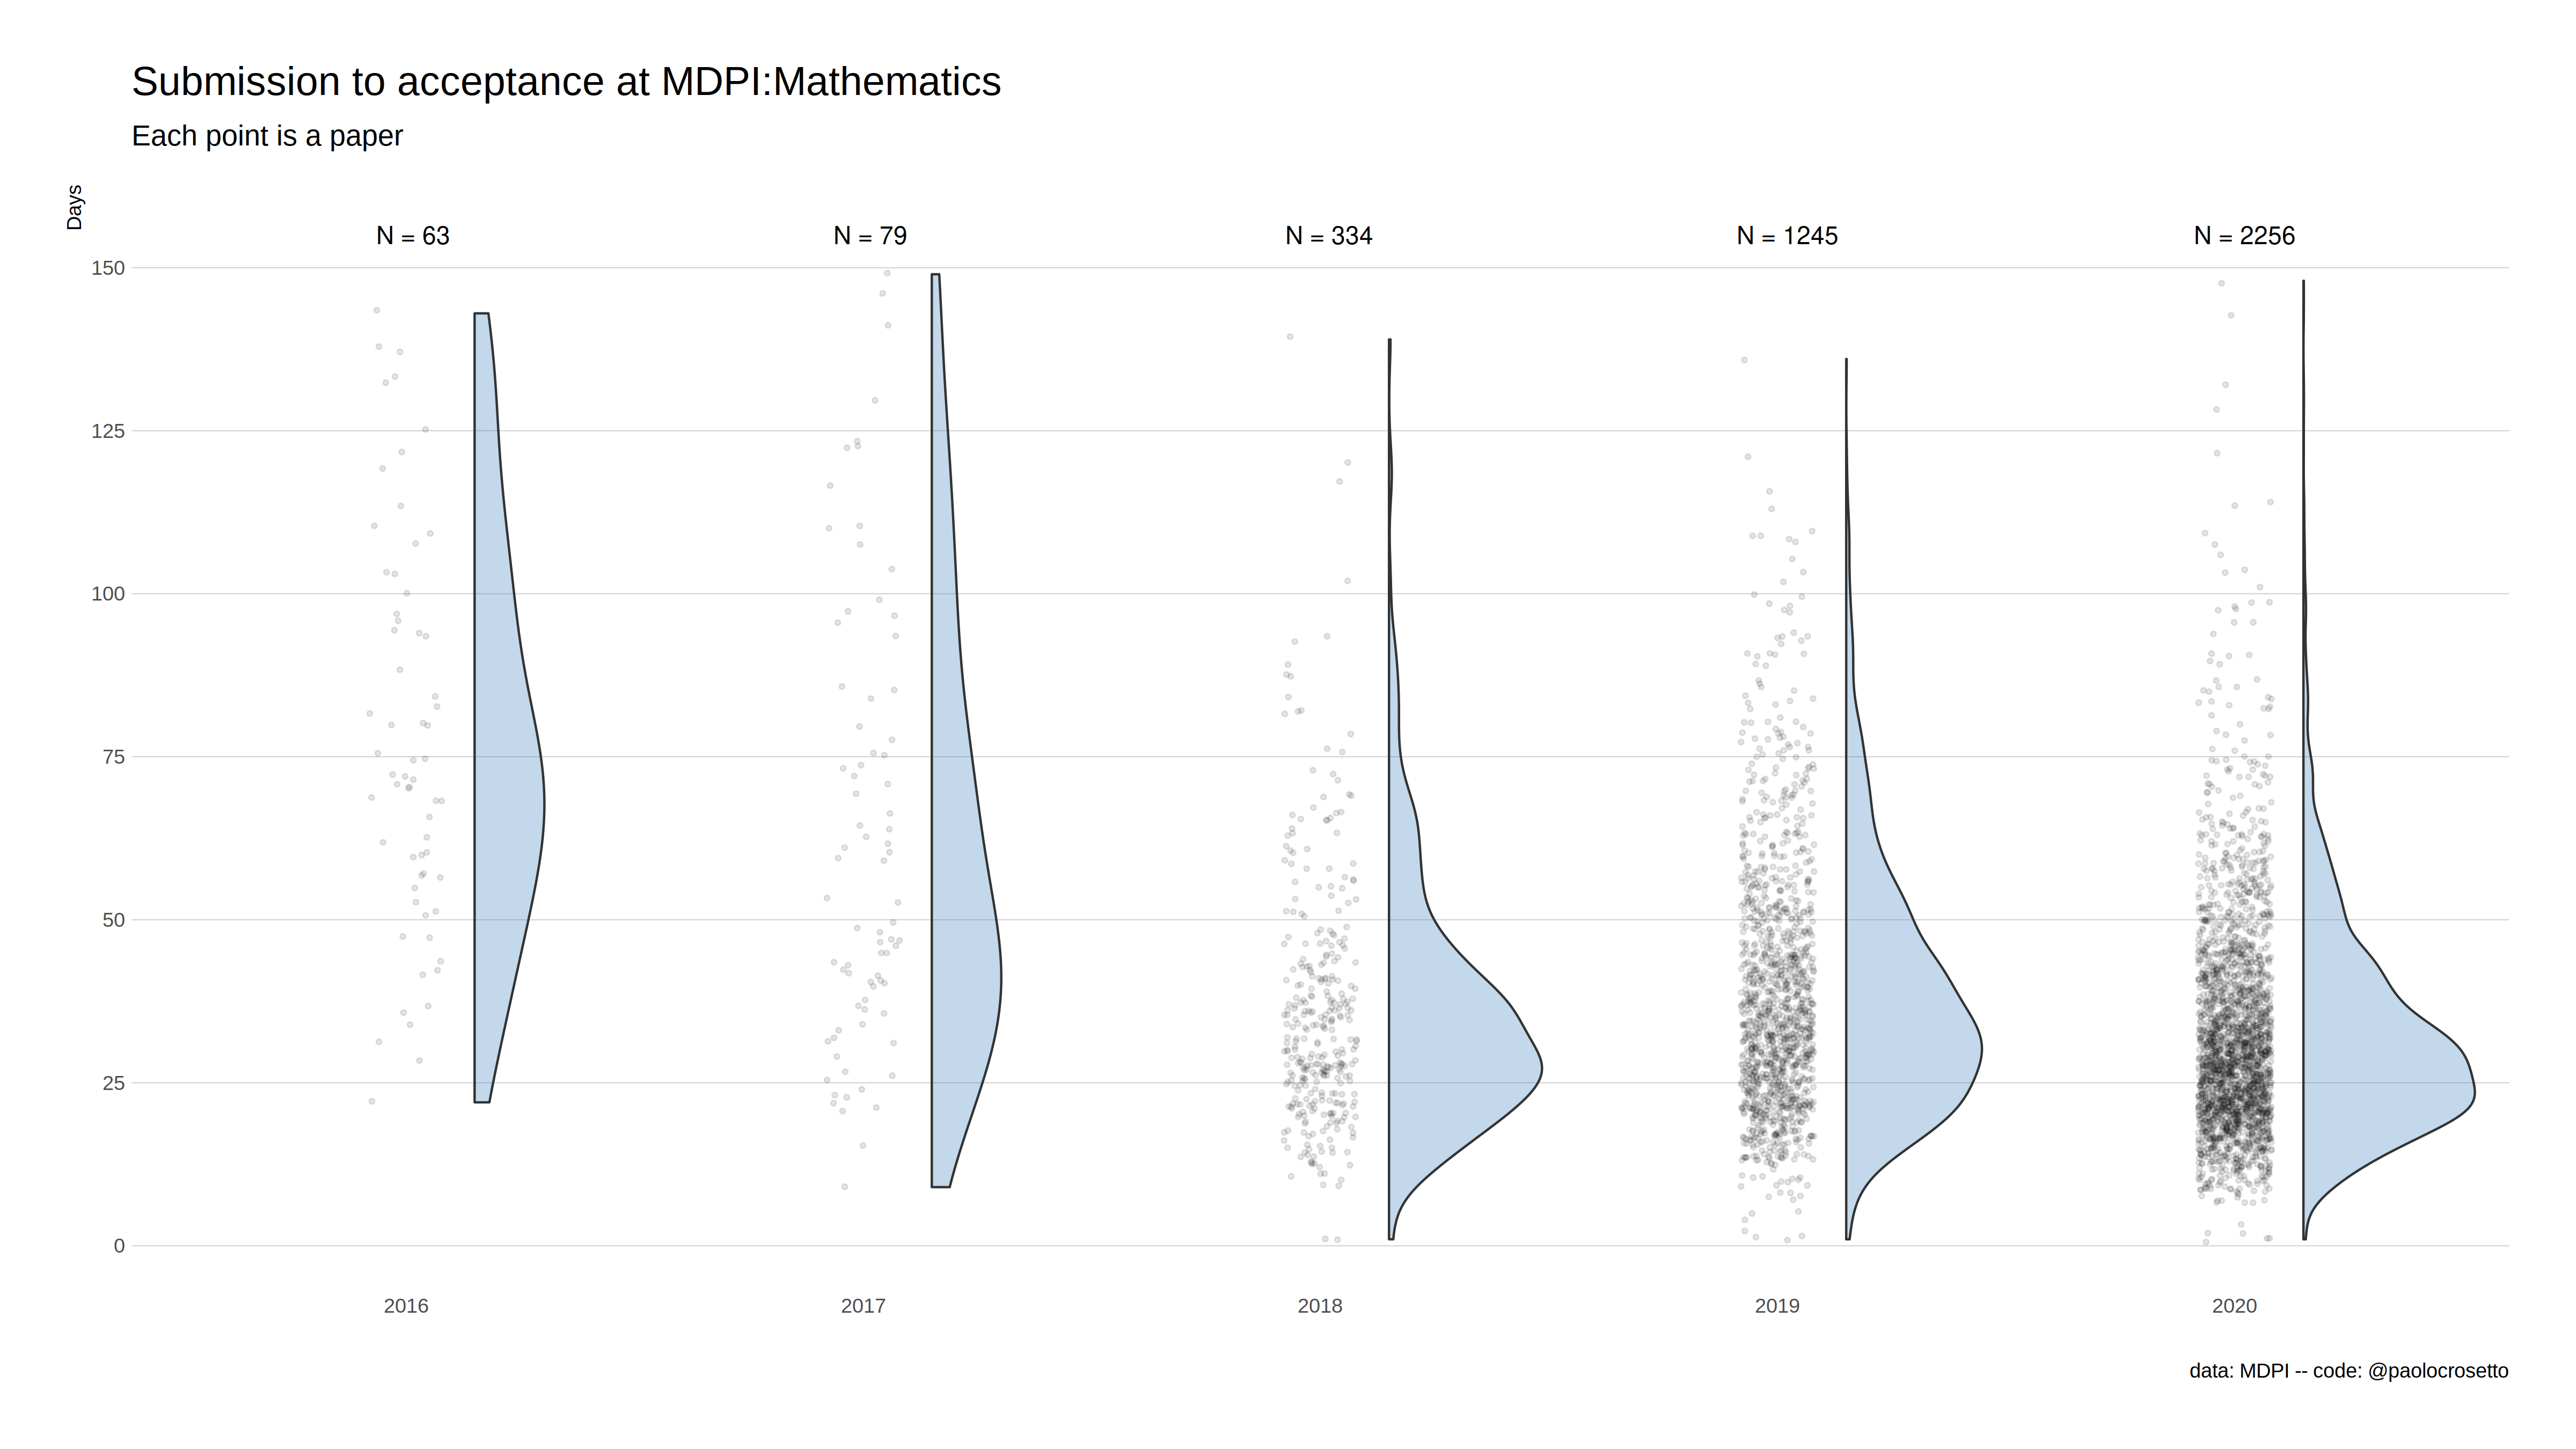 Submission to acceptance at MDPI:Mathematics
Each point is a paper
Days
N = 63 N = 79 N = 334 N = 1245 N = 2256
150
125
100
75
50
25
0
2016 2017 2018 2019 2020
data: MDPI -- code: @paolocrosetto